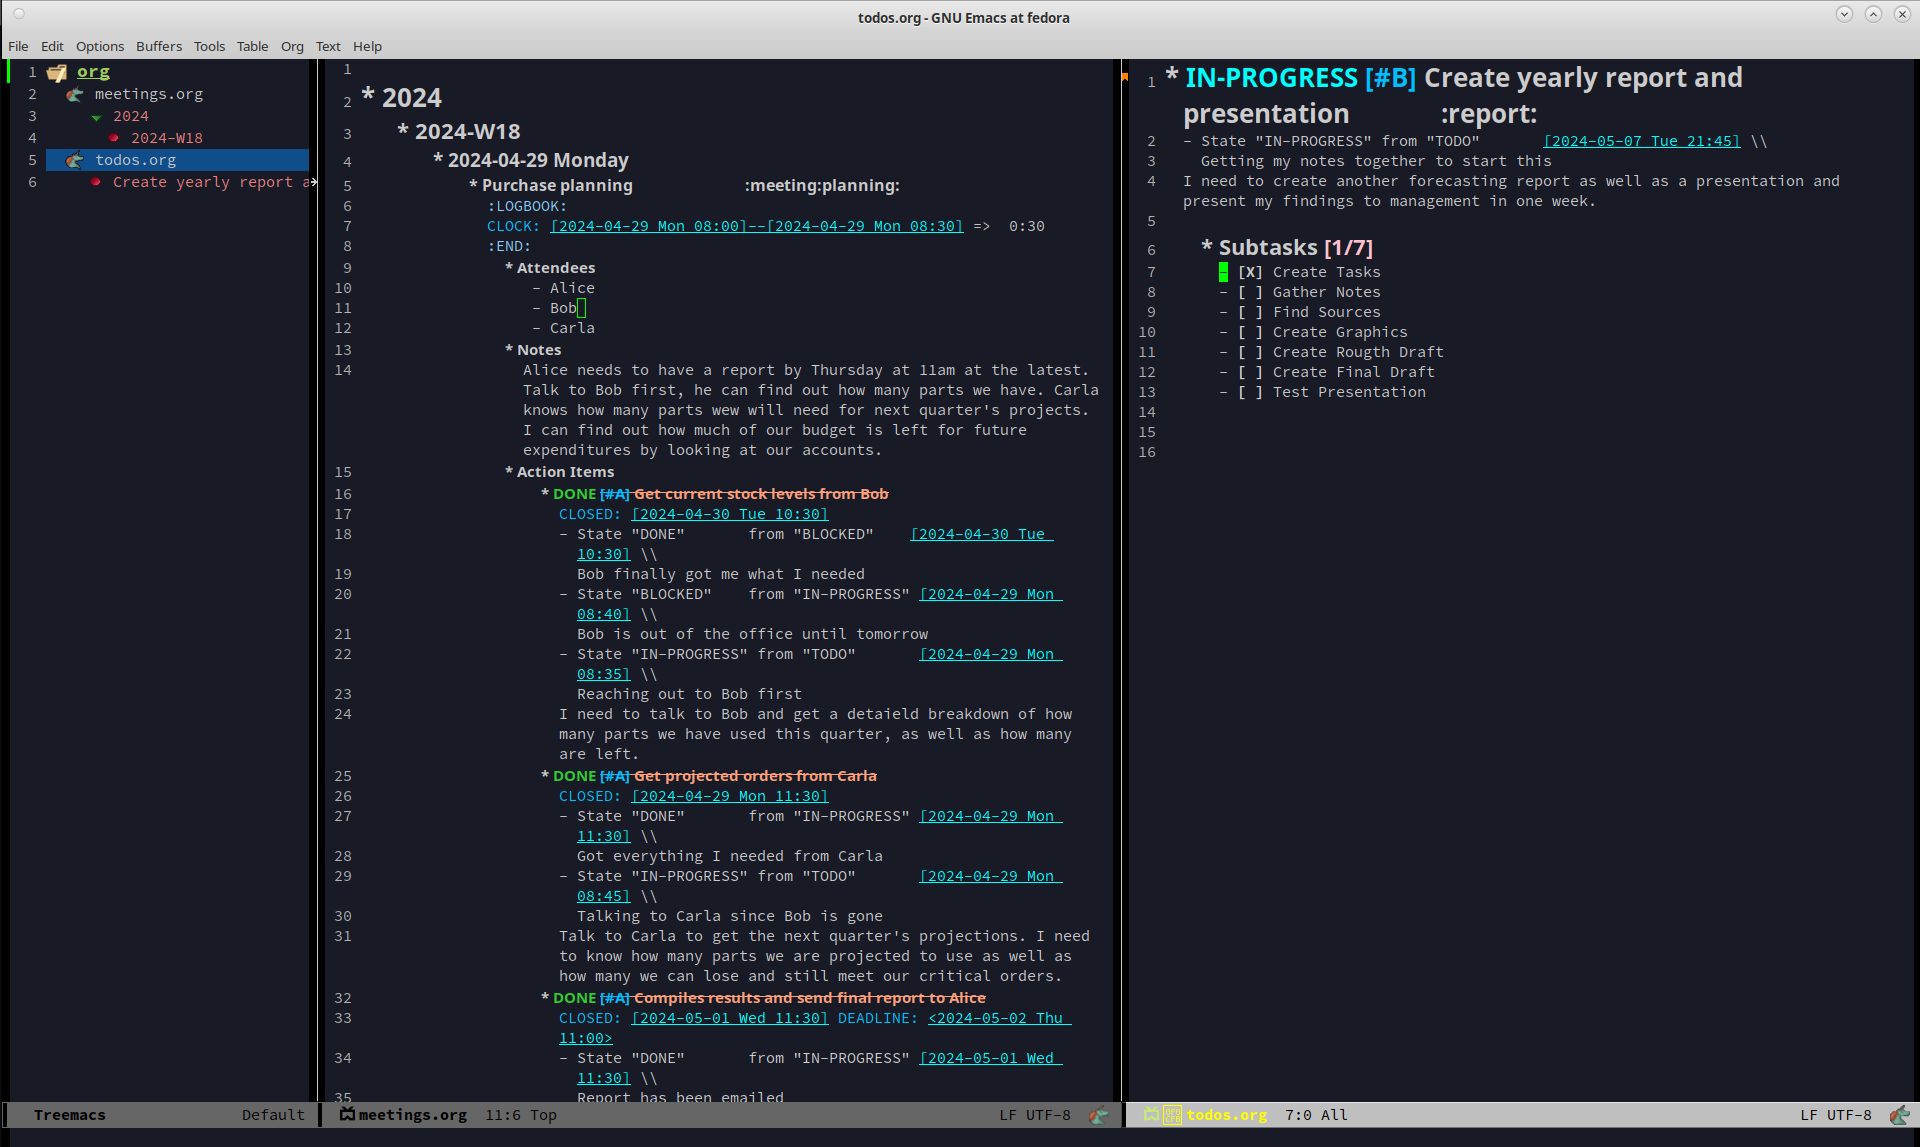 todos.org - GNU Emacs at fedora
File Edit Options Buffers Tools Table Org Text Help
1 org
2 meetings.org
3 2024
4 2024-W18
5 todos.org
6 Create yearly report a
1
2 * 2024
3 * 2024-W18
4 * 2024-04-29 Monday
5 * Purchase planning :meeting:planning:
6 :LOGBOOK:
7 CLOCK: [2024-04-29 Mon 08:00]--[2024-04-29 Mon 08:30] => 0:30
8 :END:
9 * Attendees
10 - Alice
11 - Bob
12 - Carla
13 * Notes
14 Alice needs to have a report by Thursday at 11am at the latest.
Talk to Bob first, he can find out how many parts we have. Carla
knows how many parts wew will need for next quarter's projects.
I can find out how much of our budget is left for future
expenditures by looking at our accounts.
15 * Action Items
16 * DONE [#A] Get current stock levels from Bob
17 CLOSED: [2024-04-30 Tue 10:30]
18 - State "DONE" from "BLOCKED" [2024-04-30 Tue
10:30] \\
19 Bob finally got me what I needed
20 - State "BLOCKED" from "IN-PROGRESS" [2024-04-29 Mon
08:40] \\
21 Bob is out of the office until tomorrow
22 - State "IN-PROGRESS" from "TODO" [2024-04-29 Mon
08:35] \\
23 Reaching out to Bob first
24 I need to talk to Bob and get a detaield breakdown of how
many parts we have used this quarter, as well as how many
are left.
25 * DONE [#A] Get projected orders from Carla
26 CLOSED: [2024-04-29 Mon 11:30]
27 - State "DONE" from "IN-PROGRESS" [2024-04-29 Mon
11:30] \\
28 Got everything I needed from Carla
29 - State "IN-PROGRESS" from "TODO" [2024-04-29 Mon
08:45] \\
30 Talking to Carla since Bob is gone
31 Talk to Carla to get the next quarter's projections. I need
to know how many parts we are projected to use as well as
how many we can lose and still meet our critical orders.
32 * DONE [#A] Compiles results and send final report to Alice
33 CLOSED: [2024-05-01 Wed 11:30] DEADLINE: <2024-05-02 Thu
11:00>
34 - State "DONE" from "IN-PROGRESS" [2024-05-01 Wed
11:30] \\
35 Report has been emailed
1 * IN-PROGRESS [#B] Create yearly report and
presentation :report:
2 - State "IN-PROGRESS" from "TODO" [2024-05-07 Tue 21:45] \\
3 Getting my notes together to start this
4 I need to create another forecasting report as well as a presentation and
present my findings to management in one week.
5
6 * Subtasks [1/7]
7 - [X] Create Tasks
8 - [ ] Gather Notes
9 - [ ] Find Sources
10 - [ ] Create Graphics
11 - [ ] Create Rougth Draft
12 - [ ] Create Final Draft
13 - [ ] Test Presentation
14
15
16
Treemacs Default
meetings.org 11:6 Top LF UTF-8
todos.org 7:0 All LF UTF-8